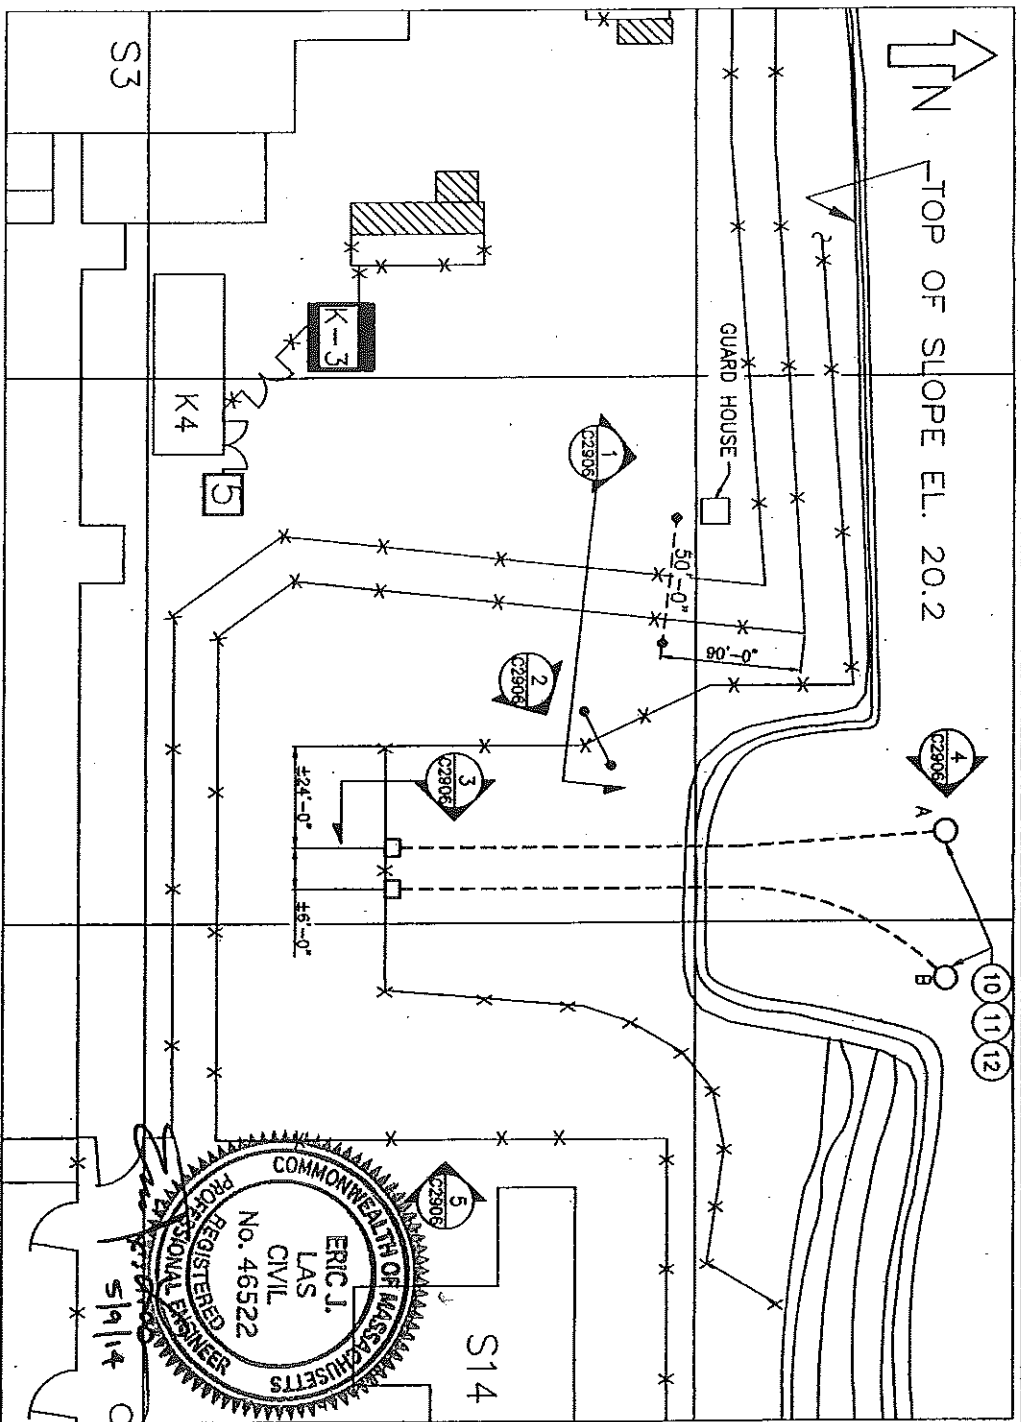 N
TOP OF SLOPE EL. 20.2
S3
K-3
K4
5
GUARD HOUSE
50'-0"
90'-0"
1
C2906
2
C2906
3
C2906
4
C2906
A
B
10
11
12
±24'-0"
±6'-0"
5
C2906
S14
COMMONWEALTH OF MASSACHUSETTS
ERIC J.
LAS
CIVIL
No. 46522
REGISTERED
PROFESSIONAL ENGINEER
5/9/14